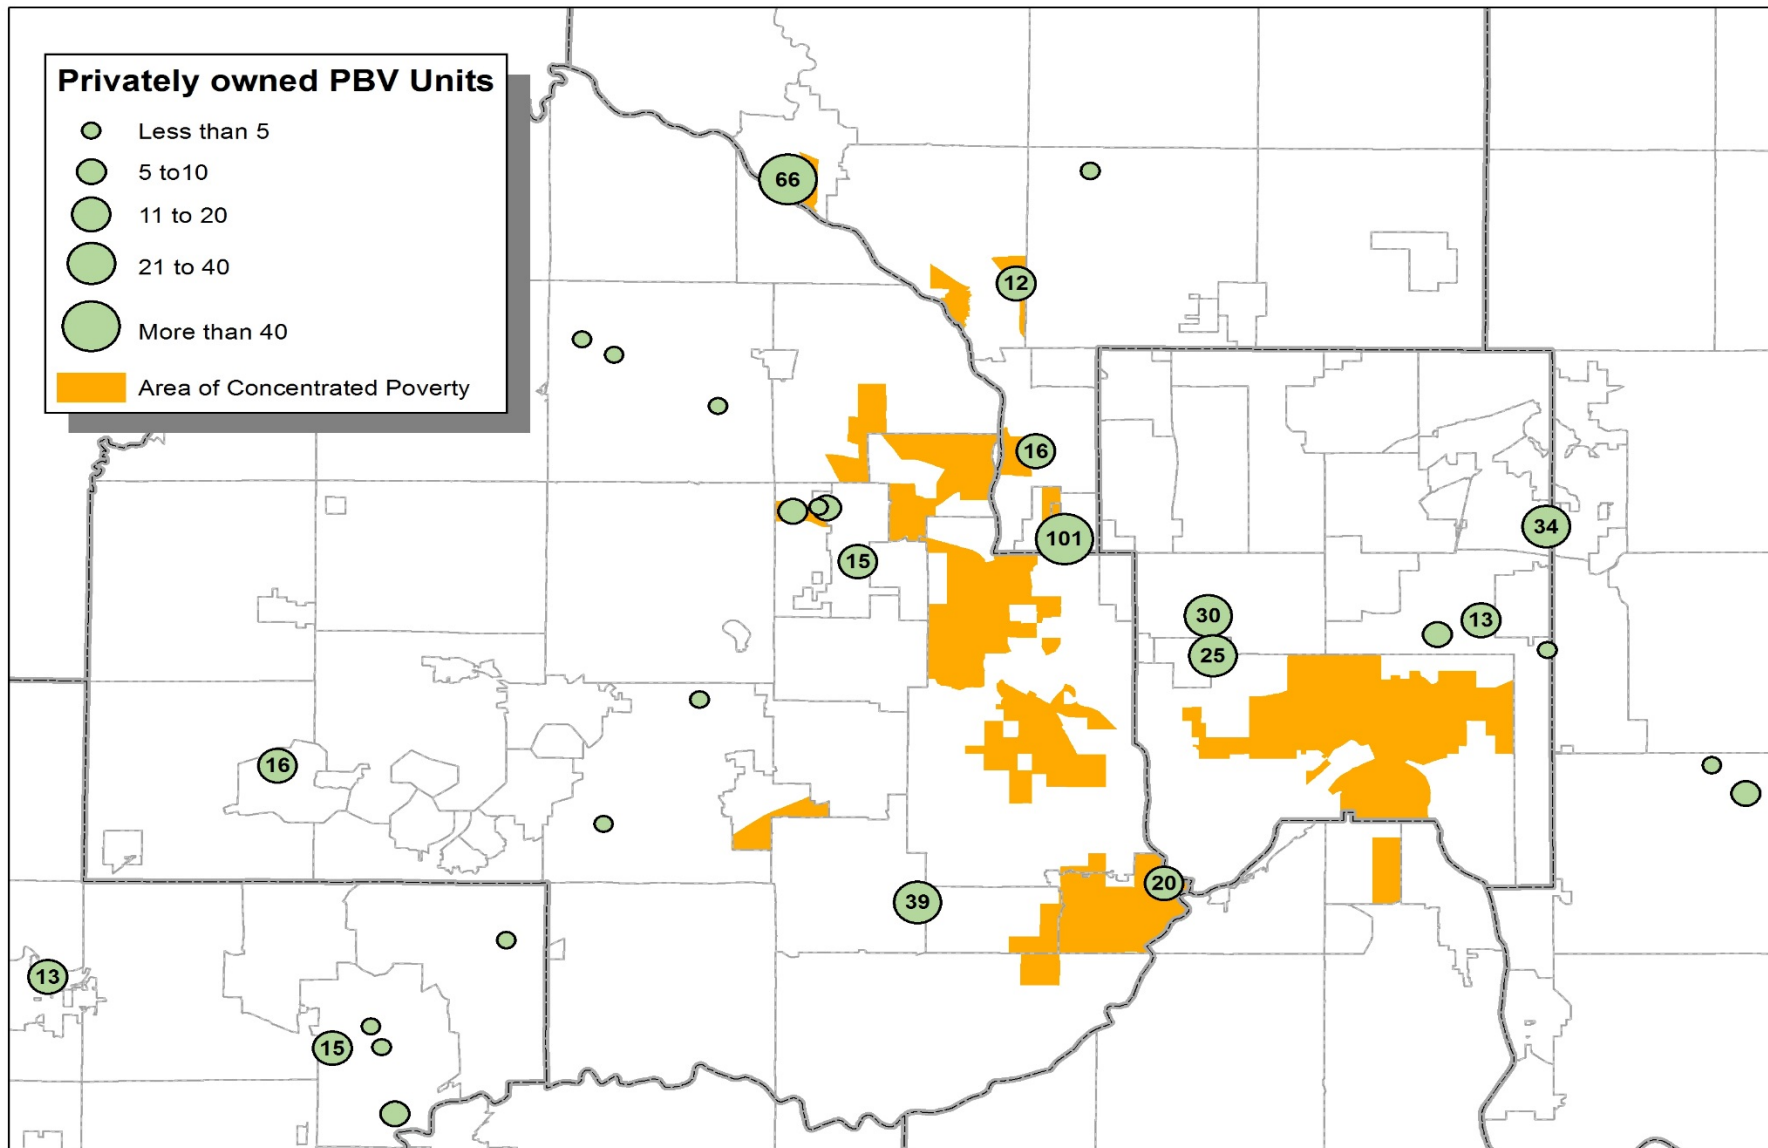 Privately owned PBV Units
Less than 5
5 to10
11 to 20
21 to 40
More than 40
Area of Concentrated Poverty
66
12
16
101
34
15
30
13
25
16
20
39
13
15